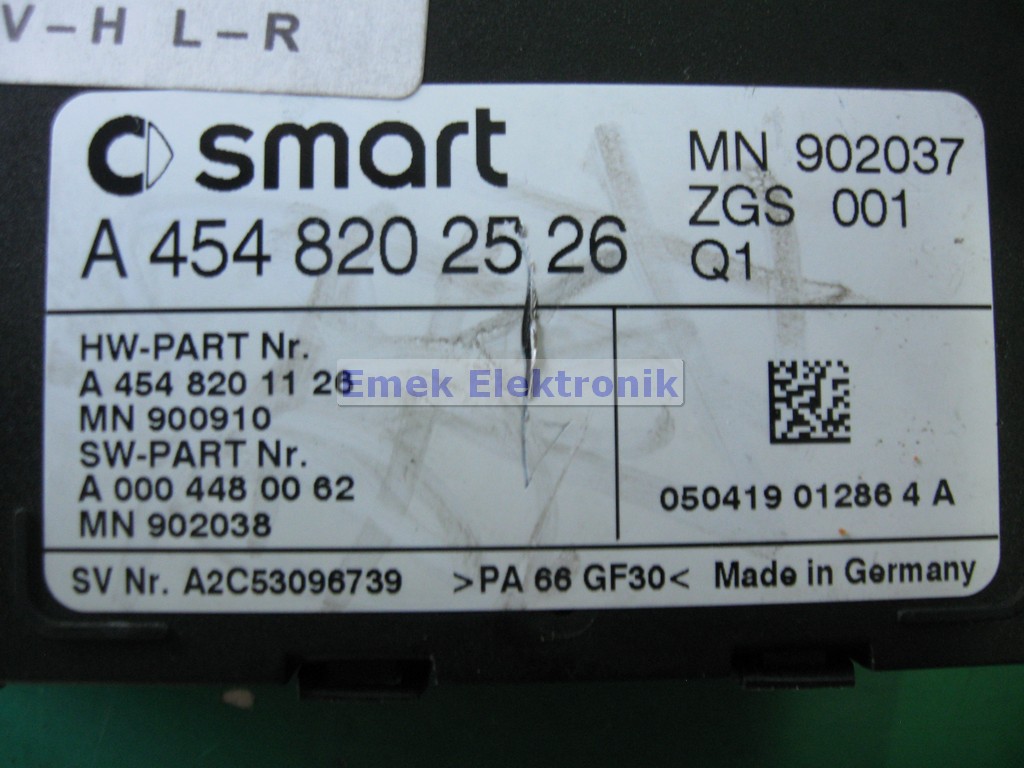 V-H L-R
smart
A 454 820 25 26
MN 902037
ZGS 001
Q1
HW-PART Nr.
A 454 820 11 26
MN 900910
SW-PART Nr.
A 000 448 00 62
MN 902038
Emek Elektronik
050419 01286 4 A
SV Nr. A2C53096739 >PA 66 GF30< Made in Germany